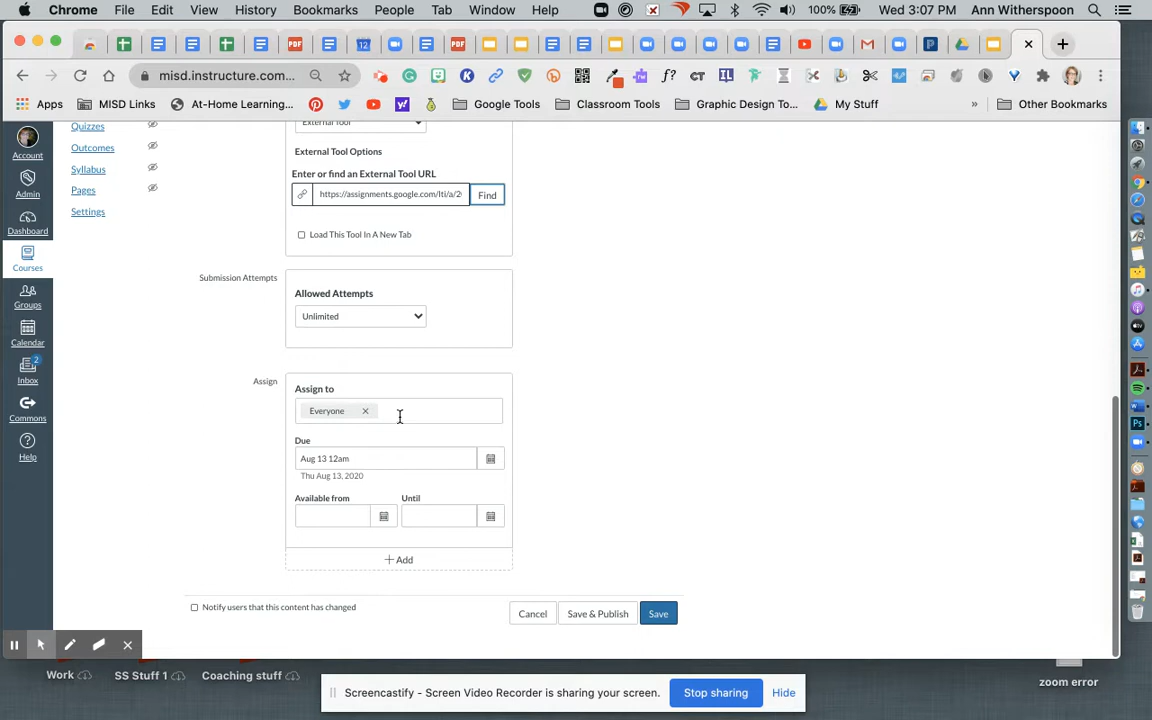 Chrome File Edit View History Bookmarks People Tab Window Help 100% Wed 3:07 PM Ann Witherspoon
misd.instructure.com...
Apps MISD Links At-Home Learning... Google Tools Classroom Tools Graphic Design To... My Stuff » Other Bookmarks
Account
Admin
Dashboard
Courses
Groups
Calendar
2
Inbox
Commons
Help
Quizzes
Outcomes
Syllabus
Pages
Settings
External Tool
External Tool Options
Enter or find an External Tool URL
https://assignments.google.com/lti/a/2 Find
Load This Tool In A New Tab
Submission Attempts
Allowed Attempts
Unlimited
Assign
Assign to
Everyone
Due
Aug 13 12am
Thu Aug 13, 2020
Available from Until
+ Add
Notify users that this content has changed
Cancel Save & Publish Save
Work SS Stuff 1 Coaching stuff zoom error
Screencastify - Screen Video Recorder is sharing your screen. Stop sharing Hide